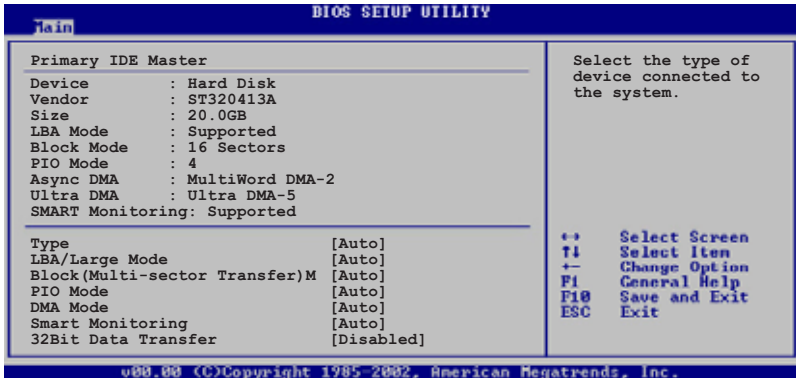 BIOS SETUP UTILITY
Main
Primary IDE Master
Device : Hard Disk
Vendor : ST320413A
Size : 20.0GB
LBA Mode : Supported
Block Mode : 16 Sectors
PIO Mode : 4
Async DMA : MultiWord DMA-2
Ultra DMA : Ultra DMA-5
SMART Monitoring: Supported
Type [Auto]
LBA/Large Mode [Auto]
Block(Multi-sector Transfer)M [Auto]
PIO Mode [Auto]
DMA Mode [Auto]
Smart Monitoring [Auto]
32Bit Data Transfer [Disabled]
Select the type of
device connected to
the system.
↔ Select Screen
↑↓ Select Item
+- Change Option
F1 General Help
F10 Save and Exit
ESC Exit
v00.00 (C)Copyright 1985-2002, American Megatrends, Inc.